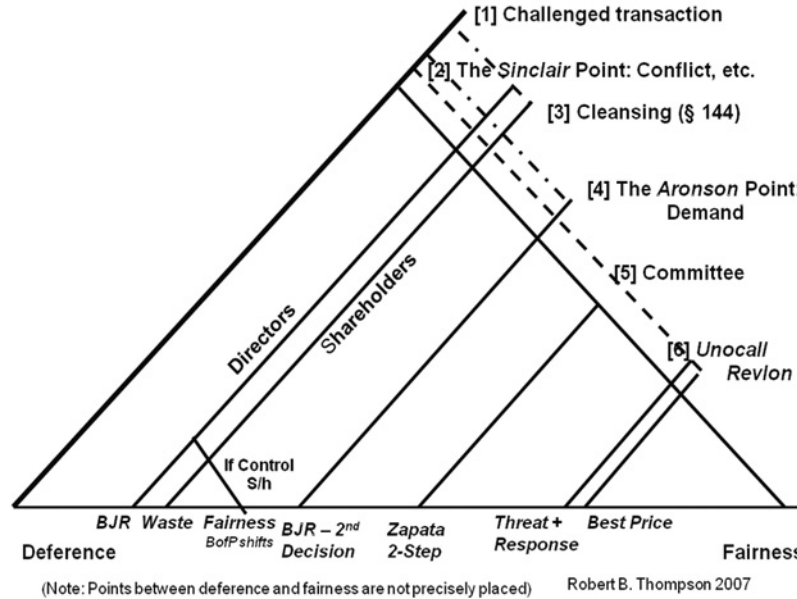 [1] Challenged transaction
[2] The Sinclair Point: Conflict, etc.
[3] Cleansing (§ 144)
[4] The Aronson Point:
Demand
[5] Committee
[6] Unocall
Revlon
Directors
Shareholders
If Control
S/h
BJR Waste Fairness BJR – 2nd Zapata Threat + Best Price
BofP shifts Decision 2-Step Response
Deference Fairness
(Note: Points between deference and fairness are not precisely placed) Robert B. Thompson 2007